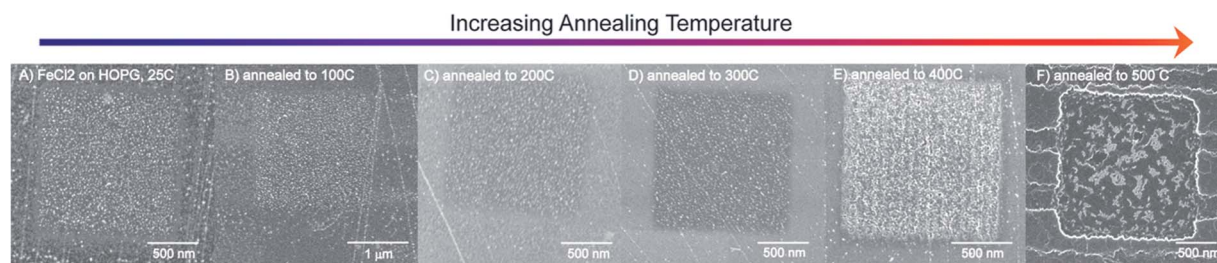 Increasing Annealing Temperature
A) FeCl2 on HOPG, 25C
B) annealed to 100C
C) annealed to 200C
D) annealed to 300C
E) annealed to 400C
F) annealed to 500 C
500 nm
1 µm
500 nm
500 nm
500 nm
500 nm